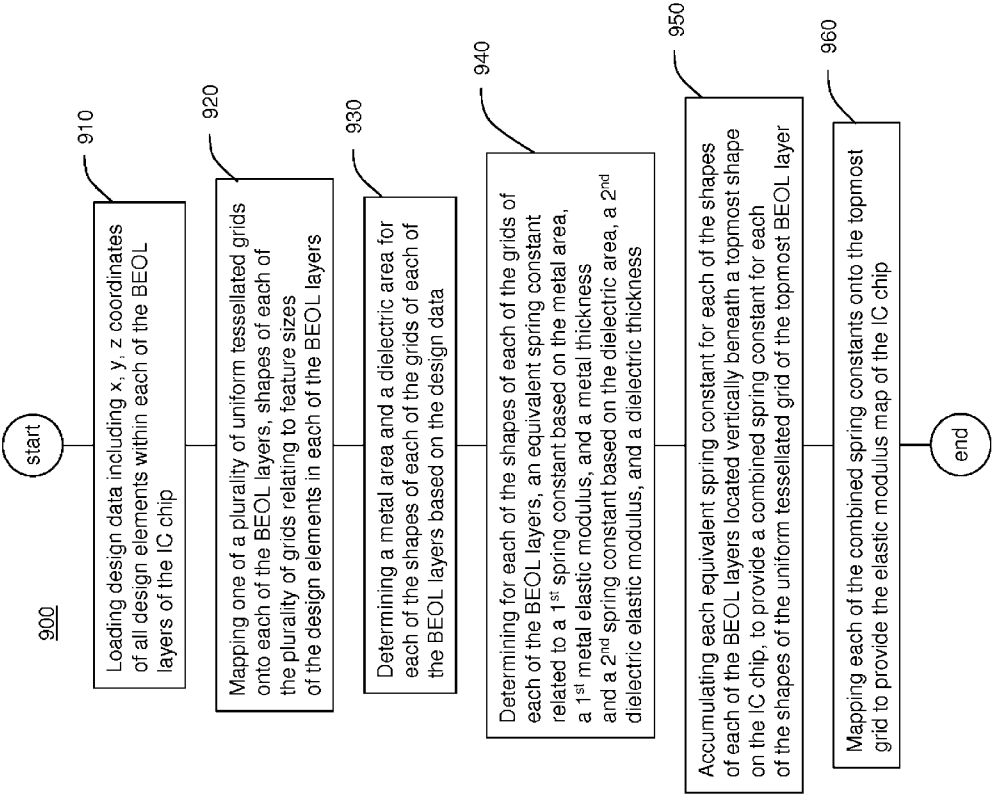 900
start
910
Loading design data including x, y, z coordinates
of all design elements within each of the BEOL
layers of the IC chip
920
Mapping one of a plurality of uniform tessellated grids
onto each of the BEOL layers, shapes of each of
the plurality of grids relating to feature sizes
of the design elements in each of the BEOL layers
930
Determining a metal area and a dielectric area for
each of the shapes of each of the grids of each of
the BEOL layers based on the design data
940
Determining for each of the shapes of each of the grids of
each of the BEOL layers, an equivalent spring constant
related to a 1st spring constant based on the metal area,
a 1st metal elastic modulus, and a metal thickness
and a 2nd spring constant based on the dielectric area, a 2nd
dielectric elastic modulus, and a dielectric thickness
950
Accumulating each equivalent spring constant for each of the shapes
of each of the BEOL layers located vertically beneath a topmost shape
on the IC chip, to provide a combined spring constant for each
of the shapes of the uniform tessellated grid of the topmost BEOL layer
960
Mapping each of the combined spring constants onto the topmost
grid to provide the elastic modulus map of the IC chip
end